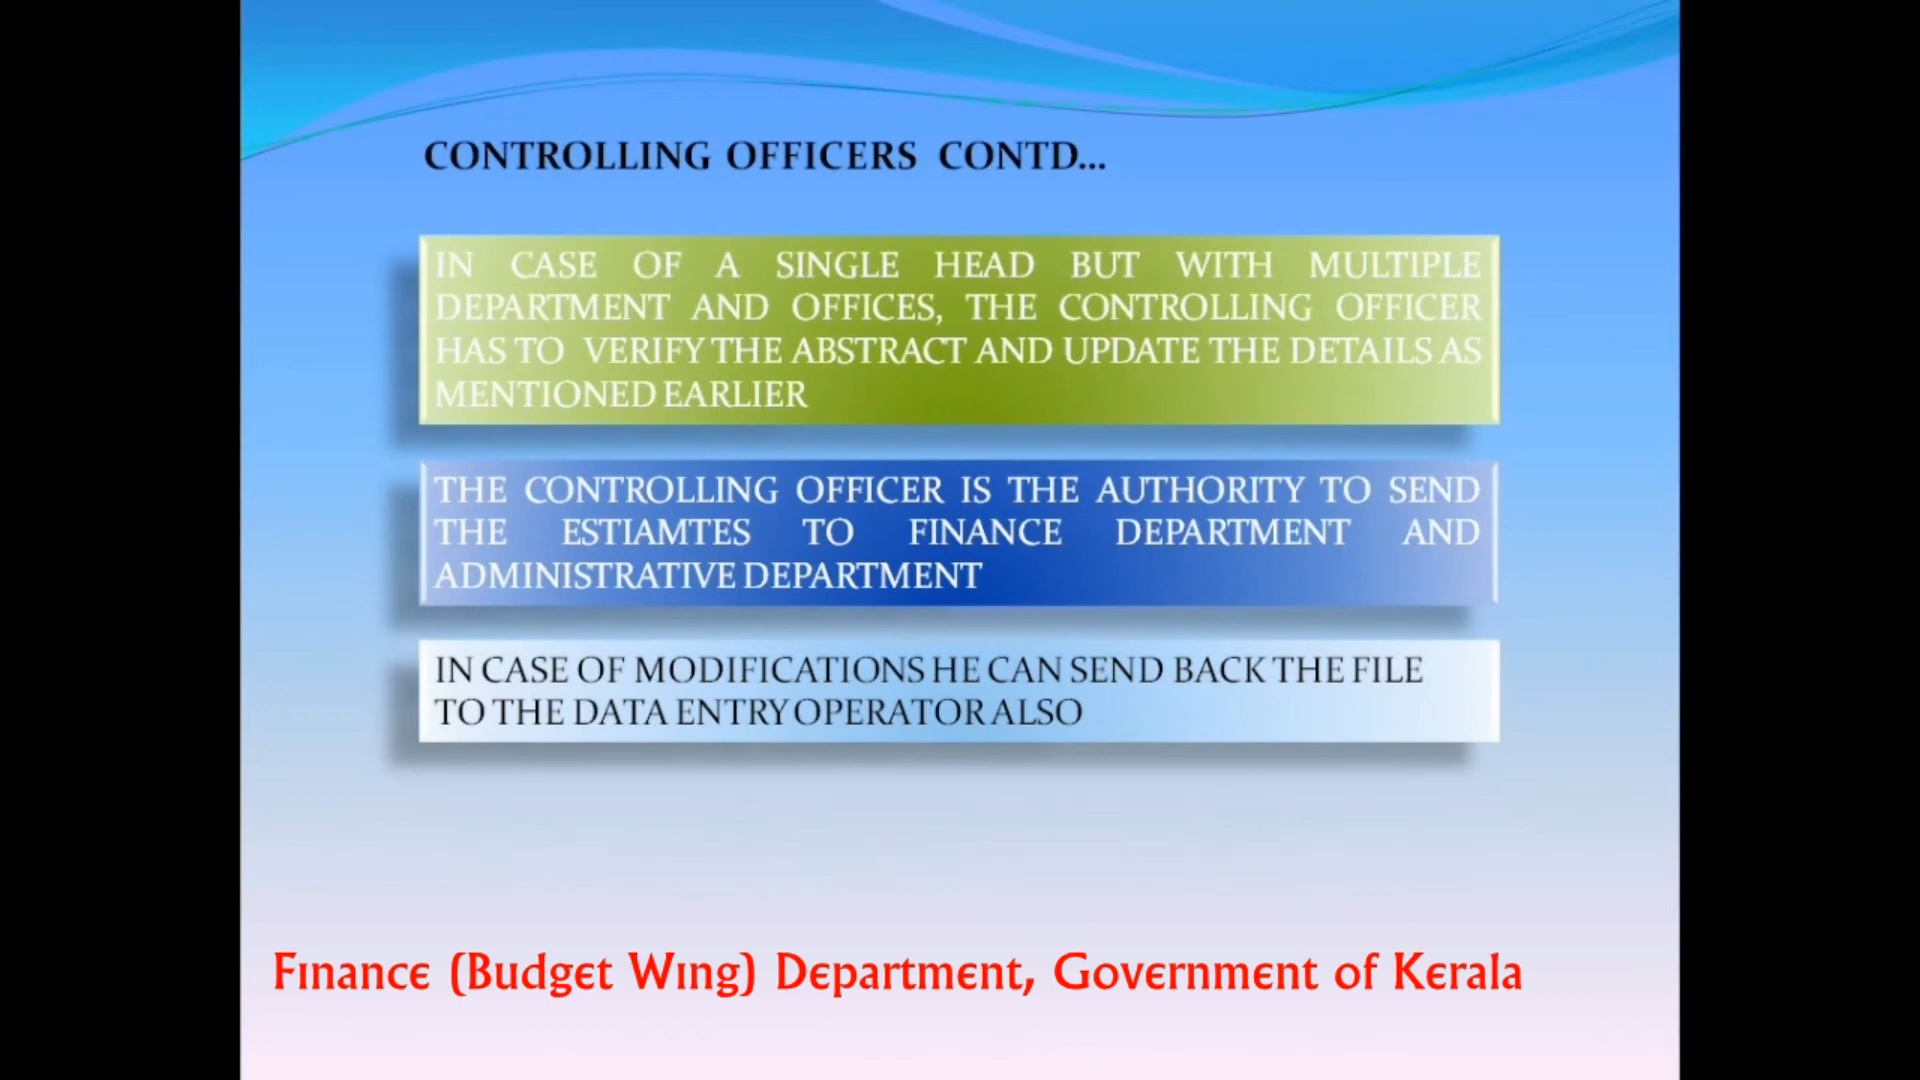 CONTROLLING OFFICERS CONTD...
IN CASE OF A SINGLE HEAD BUT WITH MULTIPLE
DEPARTMENT AND OFFICES, THE CONTROLLING OFFICER
HAS TO VERIFY THE ABSTRACT AND UPDATE THE DETAILS AS
MENTIONED EARLIER
THE CONTROLLING OFFICER IS THE AUTHORITY TO SEND
THE ESTIAMTES TO FINANCE DEPARTMENT AND
ADMINISTRATIVE DEPARTMENT
IN CASE OF MODIFICATIONS HE CAN SEND BACK THE FILE
TO THE DATA ENTRY OPERATOR ALSO
Finance (Budget Wing) Department, Government of Kerala